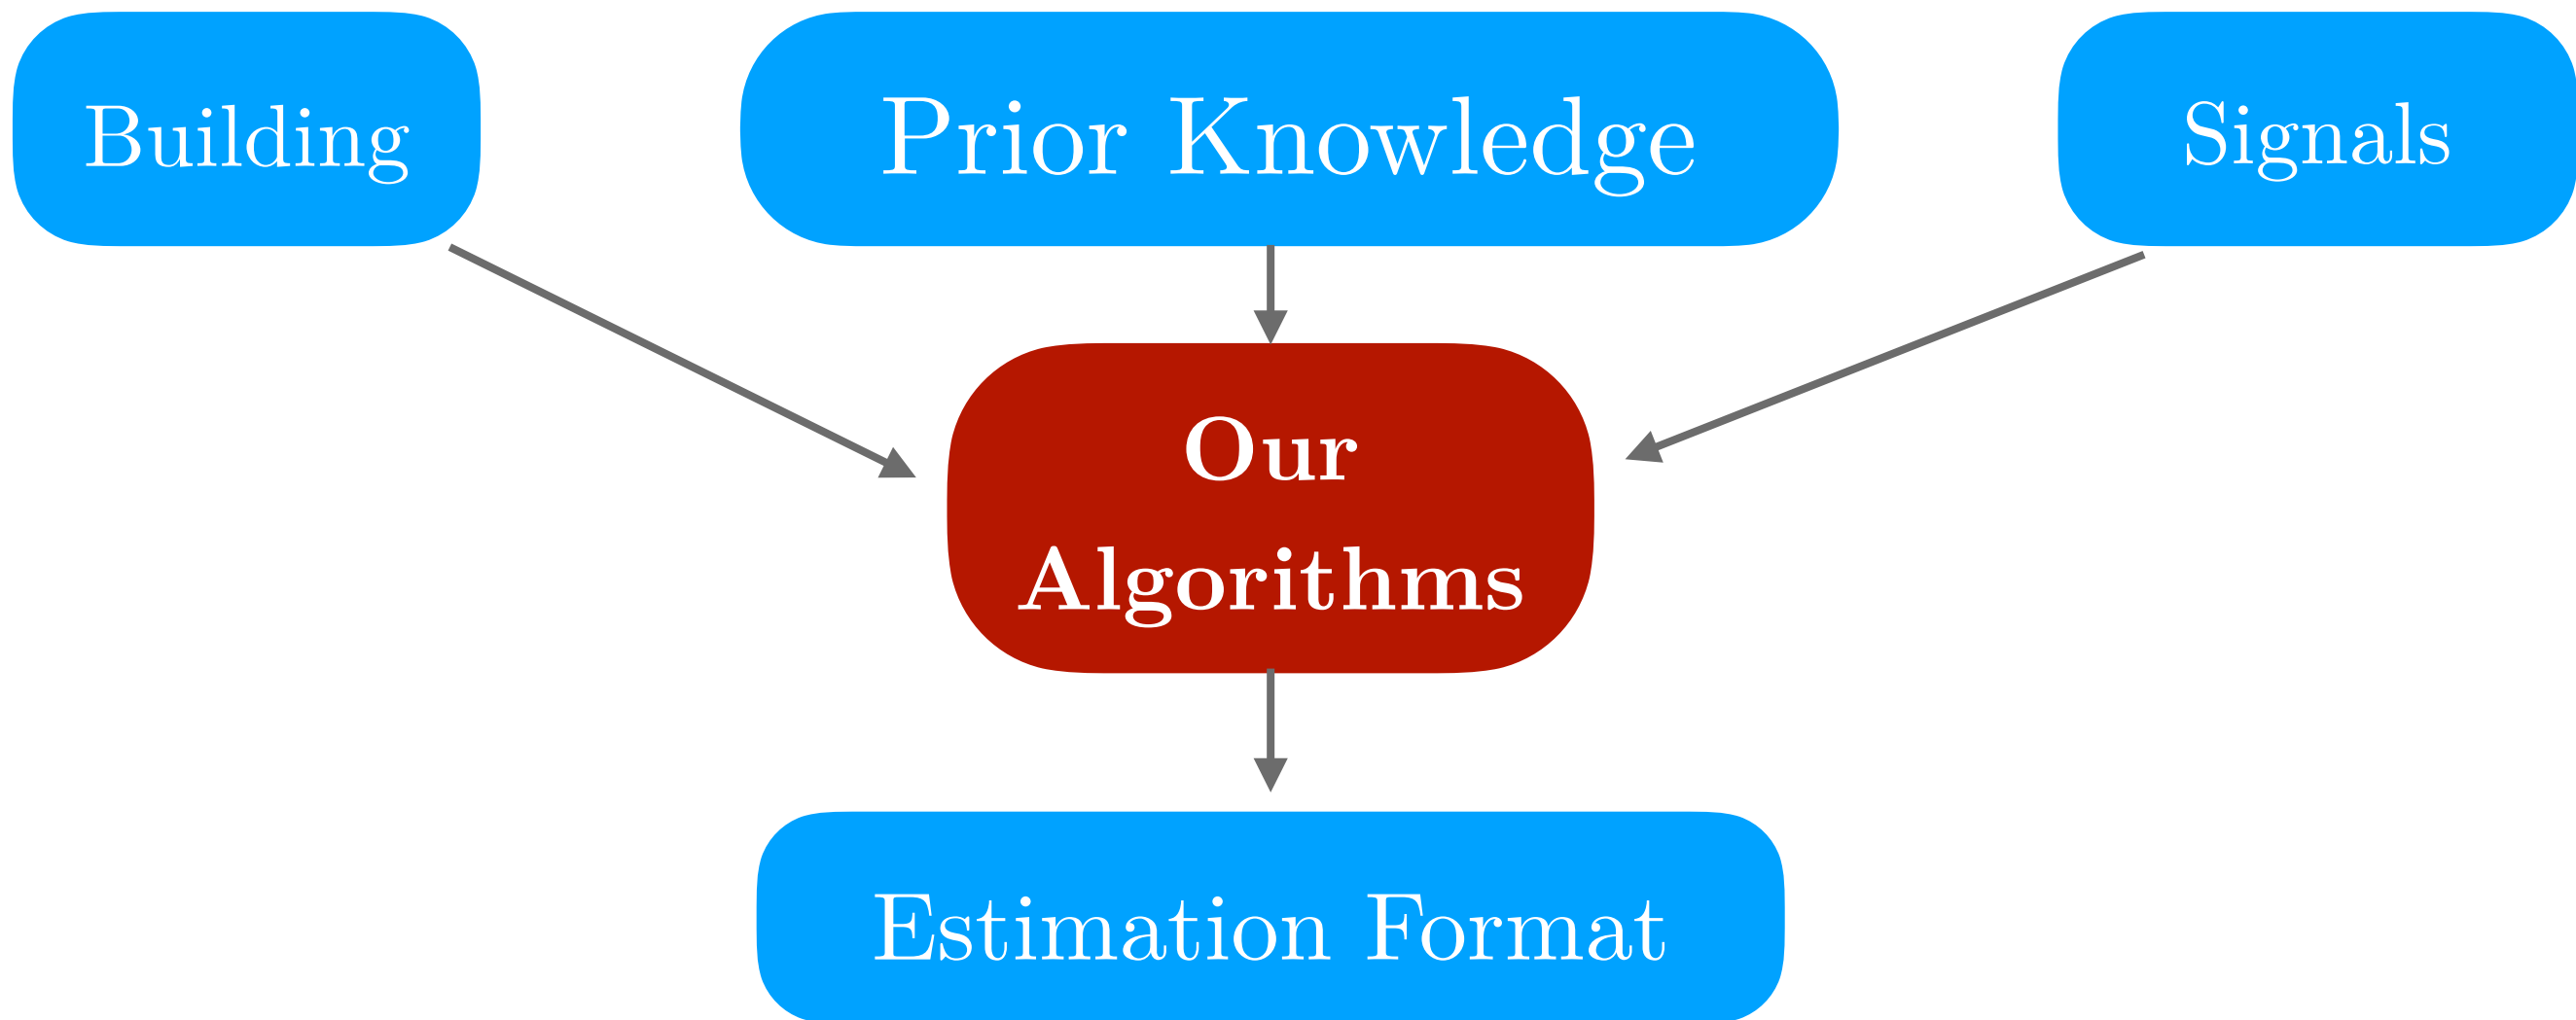 Building
Prior Knowledge
Signals
Our
Algorithms
Estimation Format